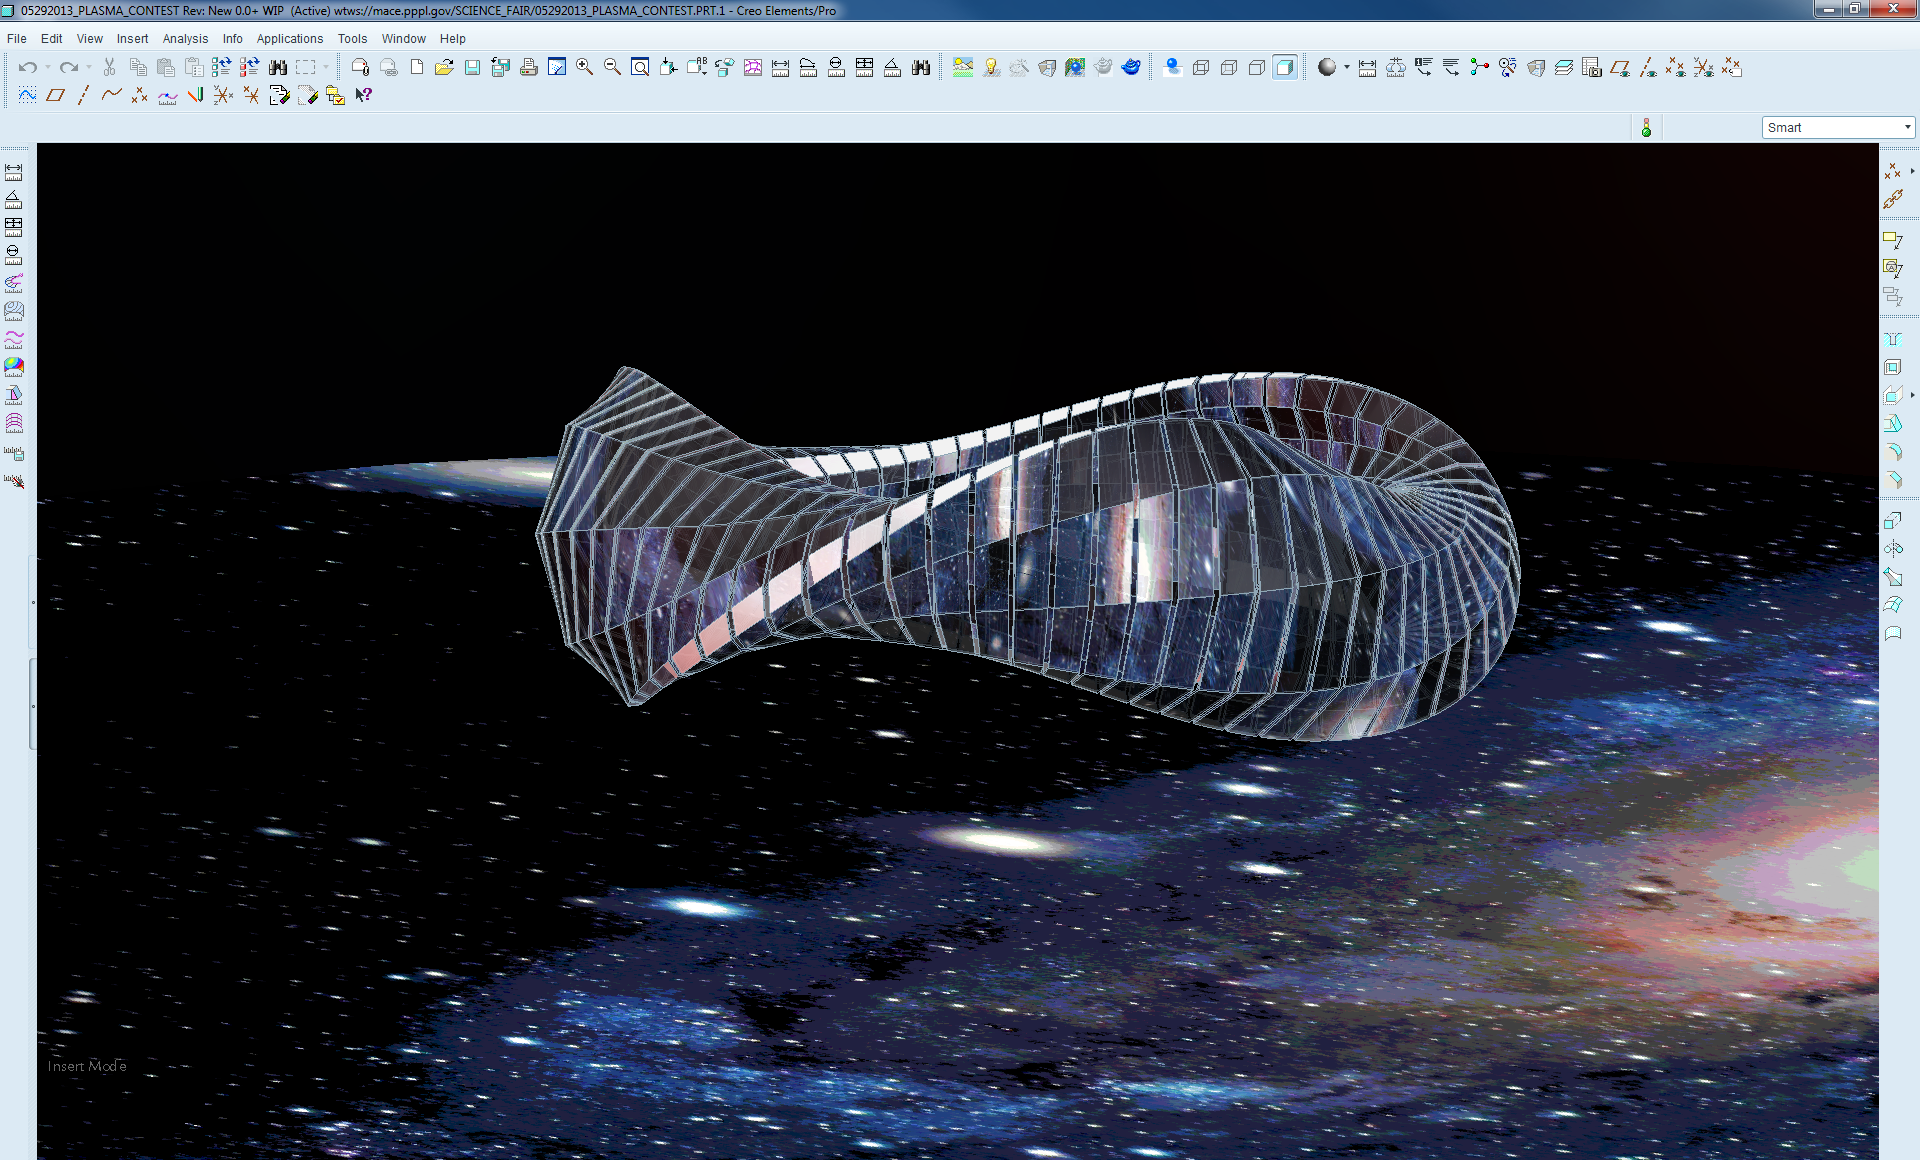 05292013_PLASMA_CONTEST Rev: New 0.0+ WIP (Active) wtws://mace.pppl.gov/SCIENCE_FAIR/05292013_PLASMA_CONTEST.PRT.1 - Creo Elements/Pro
File Edit View Insert Analysis Info Applications Tools Window Help
Smart
Insert Mode